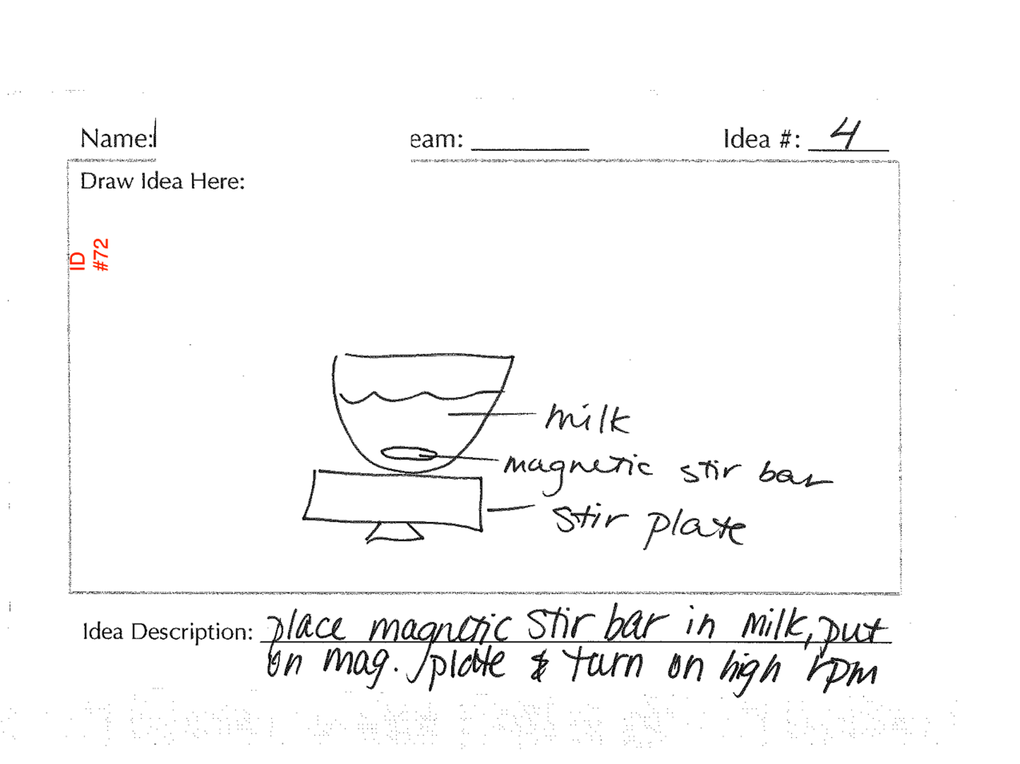 Name: eam: Idea #: 4
Draw Idea Here:
ID
#72
milk
magnetic stir bar
stir plate
Idea Description: place magnetic stir bar in milk, put
on mag. plate & turn on high rpm